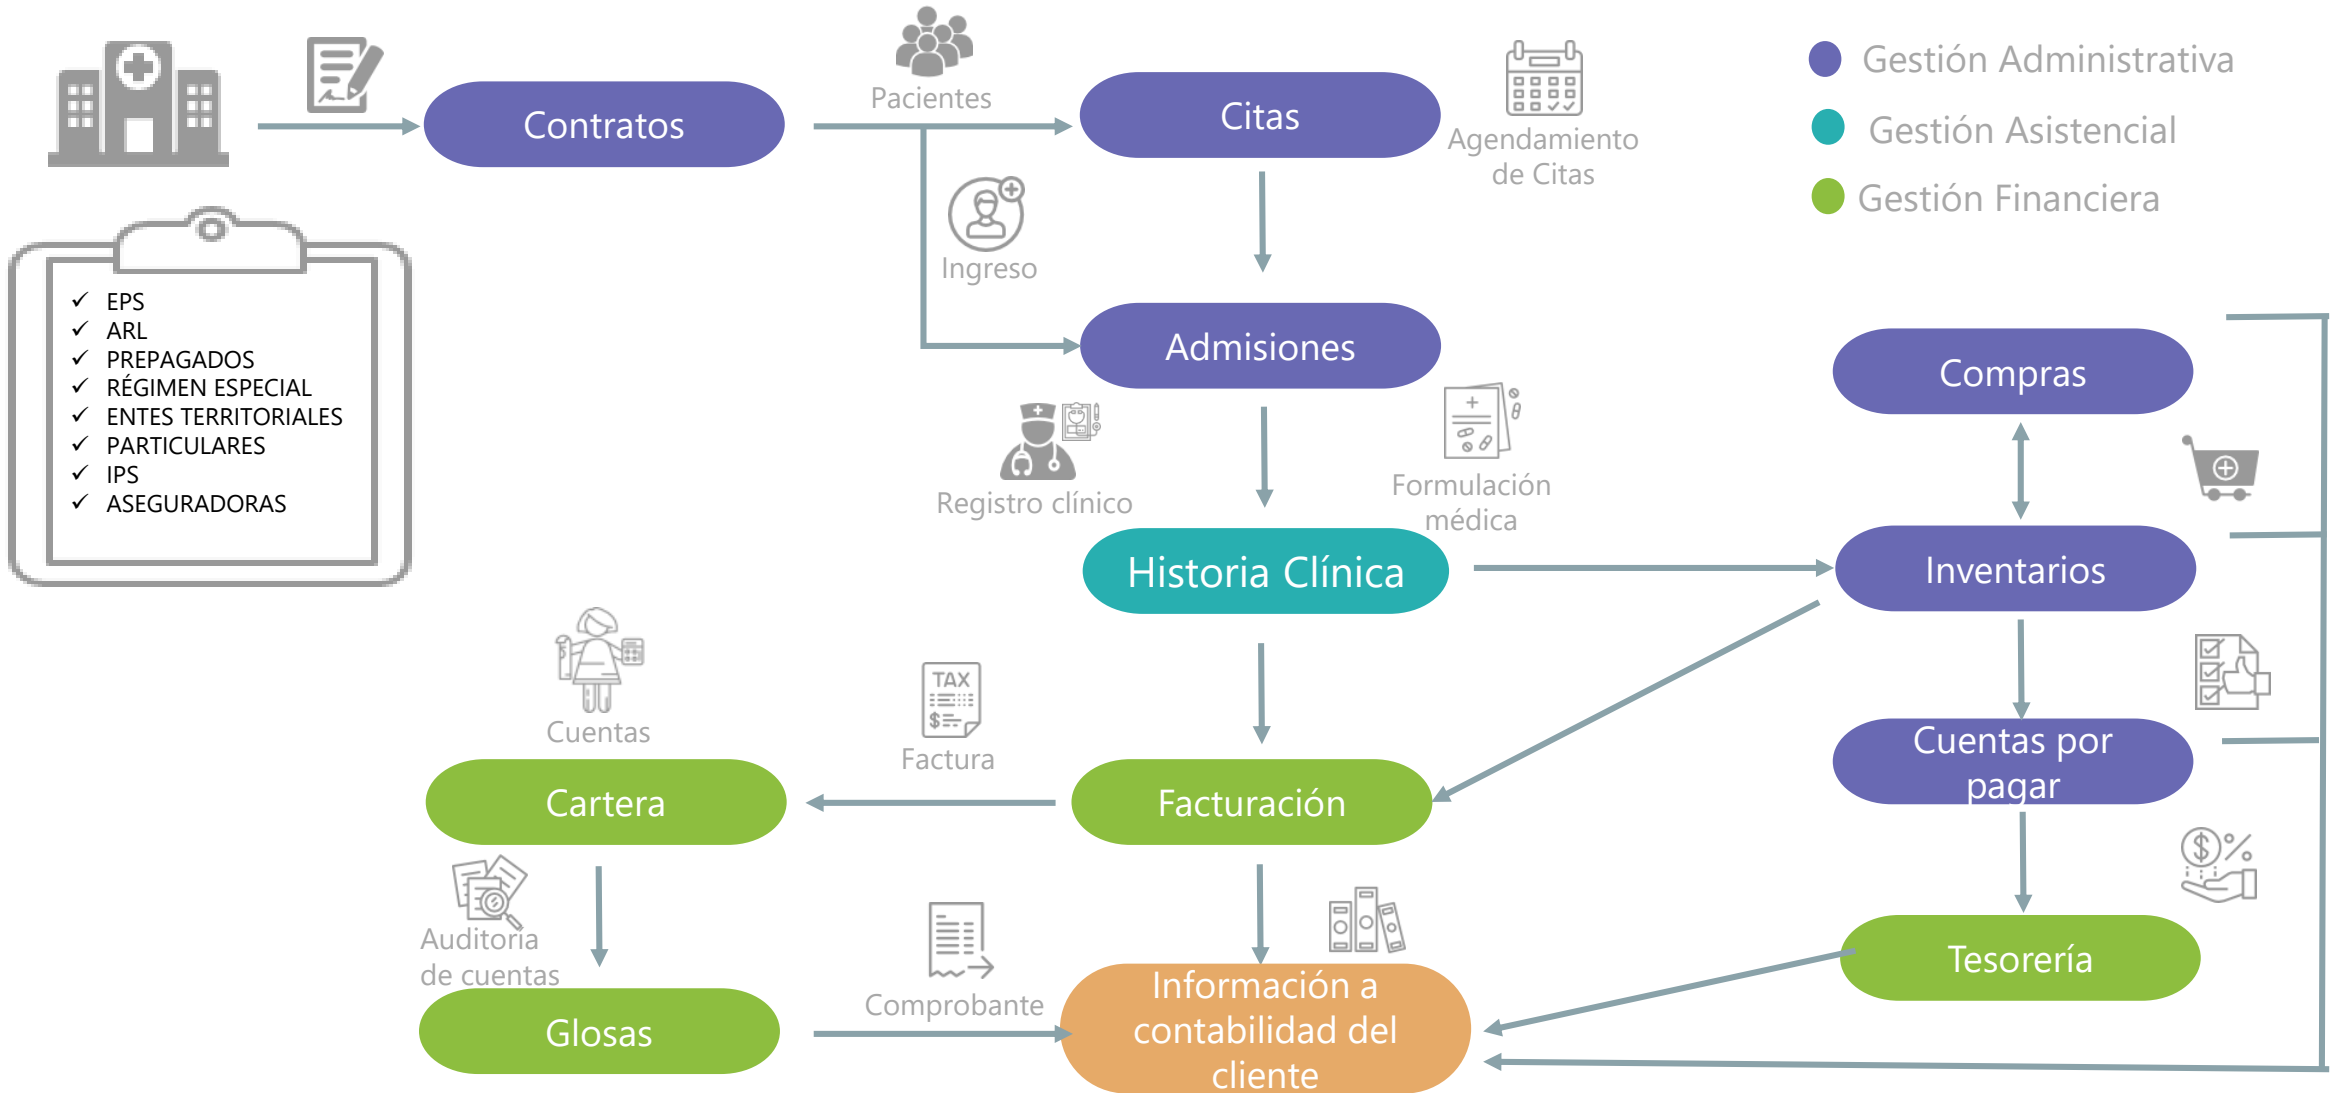 Contratos
Pacientes
Citas
Agendamiento
de Citas
Gestión Administrativa
Gestión Asistencial
Gestión Financiera
Ingreso
✓ EPS
✓ ARL
✓ PREPAGADOS
✓ RÉGIMEN ESPECIAL
✓ ENTES TERRITORIALES
✓ PARTICULARES
✓ IPS
✓ ASEGURADORAS
Admisiones
Compras
Registro clínico
Formulación
médica
Historia Clínica
Inventarios
Cuentas
TAX
$
Factura
Cartera
Facturación
Cuentas por
pagar
$%
Auditoria
de cuentas
Glosas
Comprobante
Información a
contabilidad del
cliente
Tesorería